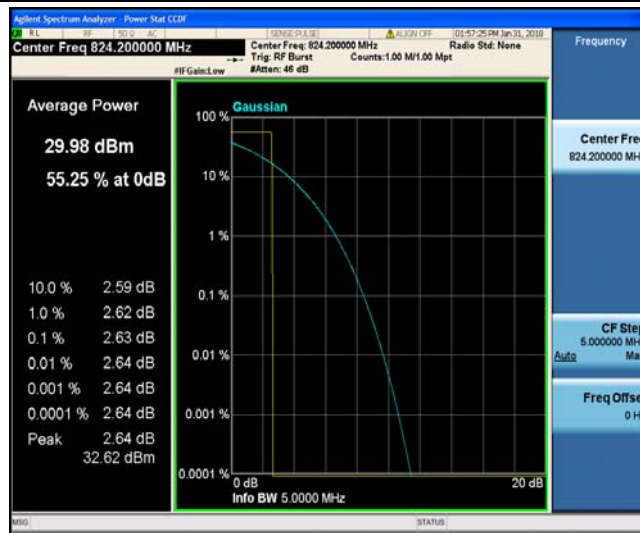 Agilent Spectrum Analyzer - Power Stat CCDF
RL RF 50 Ω AC SENSE:PULSE ALIGN OFF 01:57:25 PM Jan 31, 2018
Center Freq 824.200000 MHz
Center Freq: 824.200000 MHz Radio Std: None
Trig: RF Burst Counts:1.00 M/1.00 Mpt
#IFGain:Low #Atten: 46 dB
Frequency
Average Power
29.98 dBm
55.25 % at 0dB
10.0 % 2.59 dB
1.0 % 2.62 dB
0.1 % 2.63 dB
0.01 % 2.64 dB
0.001 % 2.64 dB
0.0001 % 2.64 dB
Peak 2.64 dB
32.62 dBm
Gaussian
100 %
10 %
1 %
0.1 %
0.01 %
0.001 %
0.0001 %
0 dB 20 dB
Info BW 5.0000 MHz
Center Fre
824.200000 MH
CF Step
5.000000 MH
Auto Ma
Freq Offse
0 H
MSG STATUS